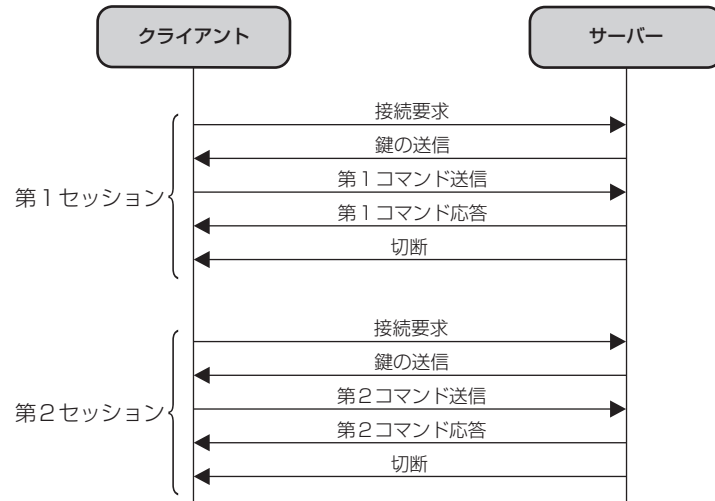 クライアント
サーバー
第1セッション
接続要求
鍵の送信
第1コマンド送信
第1コマンド応答
切断
第2セッション
接続要求
鍵の送信
第2コマンド送信
第2コマンド応答
切断